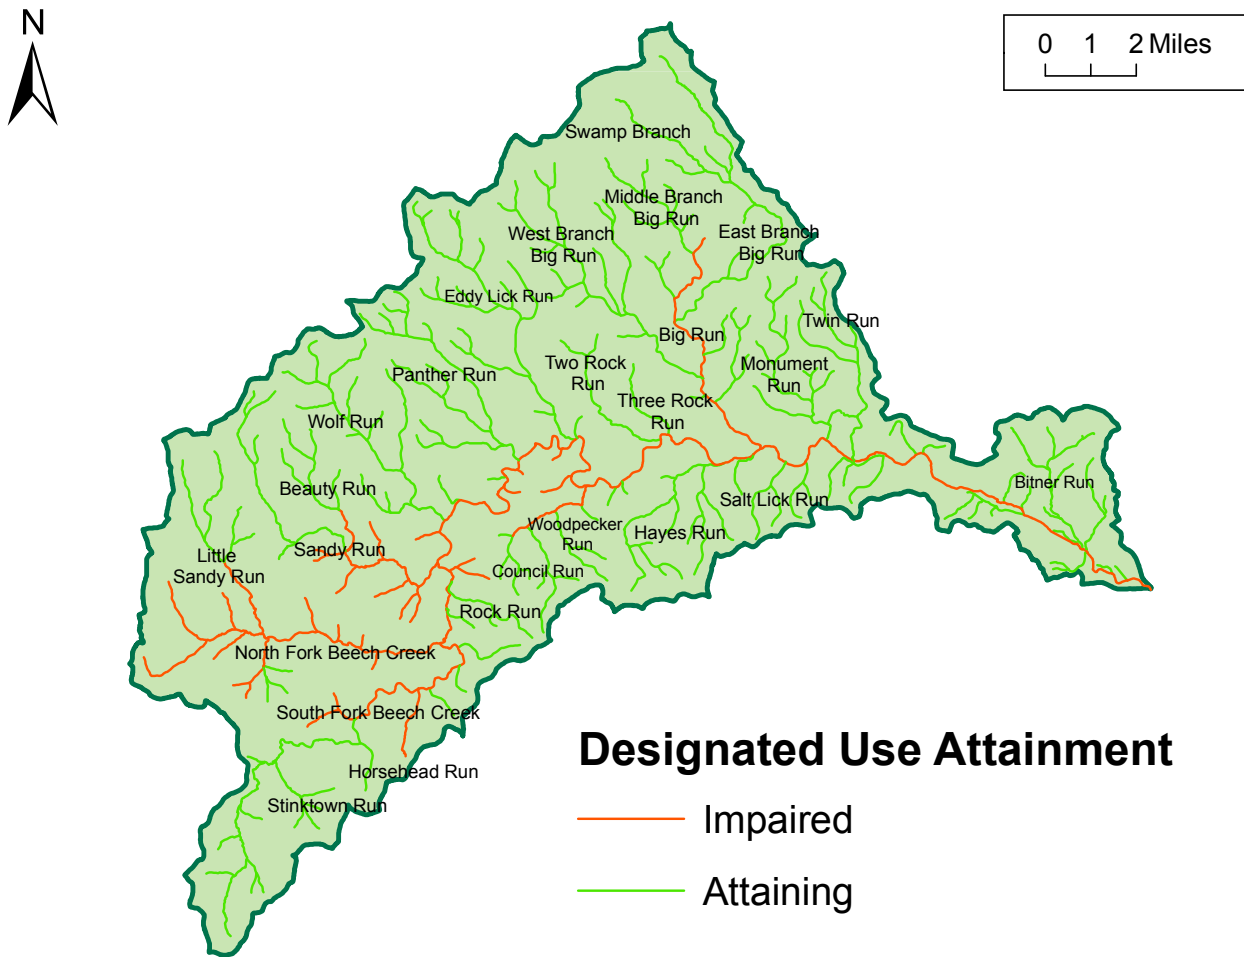 N
0 1 2 Miles
Swamp Branch
Middle Branch
Big Run
West Branch
Big Run
East Branch
Big Run
Eddy Lick Run
Twin Run
Big Run
Two Rock
Run
Monument
Run
Panther Run
Three Rock
Run
Wolf Run
Beauty Run
Bitner Run
Salt Lick Run
Woodpecker
Run
Hayes Run
Sandy Run
Little
Sandy Run
Council Run
Rock Run
North Fork Beech Creek
South Fork Beech Creek
Horsehead Run
Stinktown Run
Designated Use Attainment
Impaired
Attaining